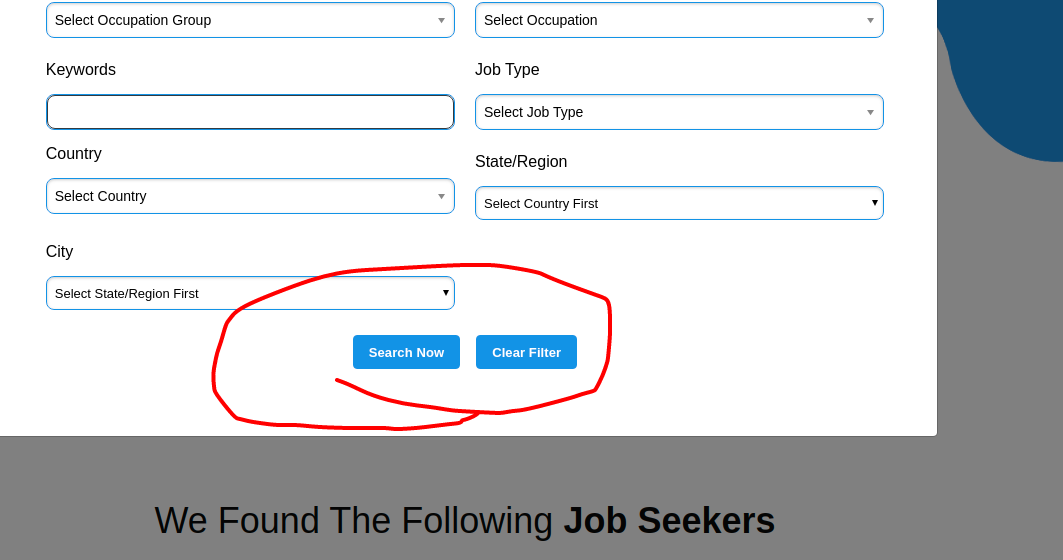 Select Occupation Group
Select Occupation
Keywords
Job Type
Select Job Type
Country
State/Region
Select Country
Select Country First
City
Select State/Region First
Search Now
Clear Filter
We Found The Following Job Seekers